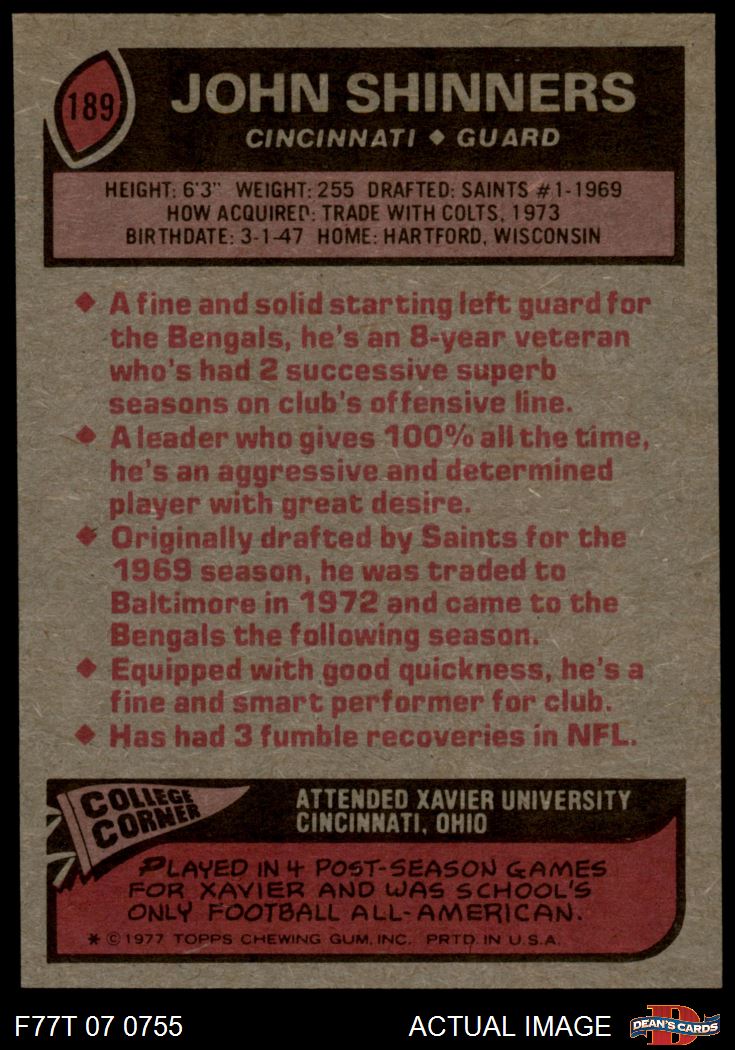 189
JOHN SHINNERS
CINCINNATI ♦ GUARD
HEIGHT: 6'3" WEIGHT: 255 DRAFTED: SAINTS #1-1969
HOW ACQUIRED: TRADE WITH COLTS, 1973
BIRTHDATE: 3-1-47 HOME: HARTFORD, WISCONSIN
♦ A fine and solid starting left guard for
the Bengals, he's an 8-year veteran
who's had 2 successive superb
seasons on club's offensive line.
♦ A leader who gives 100% all the time,
he's an aggressive and determined
player with great desire.
♦ Originally drafted by Saints for the
1969 season, he was traded to
Baltimore in 1972 and came to the
Bengals the following season.
♦ Equipped with good quickness, he's a
fine and smart performer for club.
♦ Has had 3 fumble recoveries in NFL.
COLLEGE
CORNER
ATTENDED XAVIER UNIVERSITY
CINCINNATI, OHIO
PLAYED IN 4 POST-SEASON GAMES
FOR XAVIER AND WAS SCHOOL'S
ONLY FOOTBALL ALL-AMERICAN.
* © 1977 TOPPS CHEWING GUM, INC. PRTD. IN U.S.A.
F77T 07 0755
ACTUAL IMAGE
D
DEAN'S CARDS